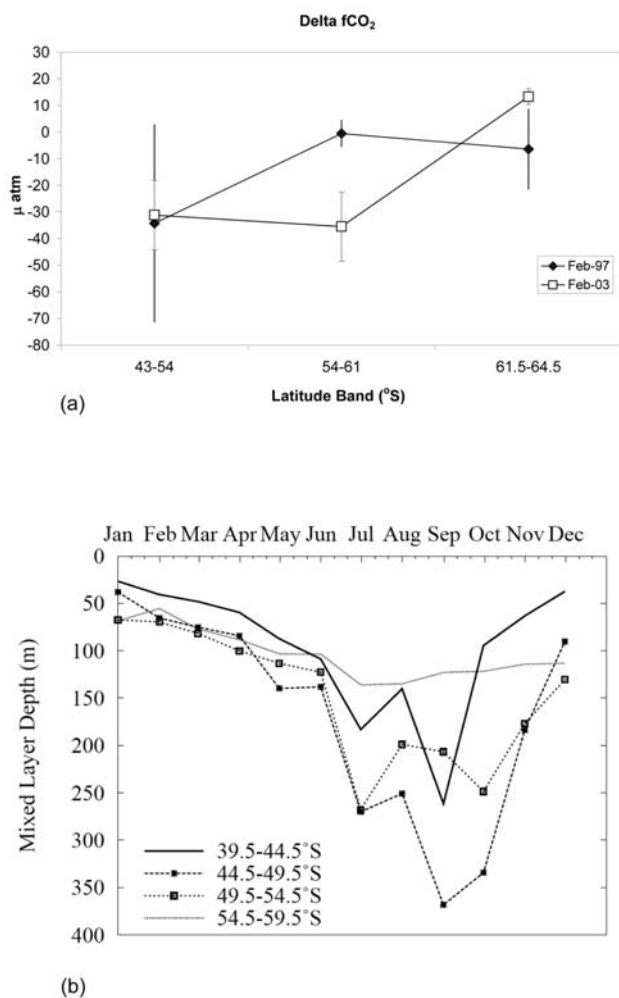 Delta fCO₂
30
20
10
0
-10
-20
-30
-40
-50
-60
-70
-80
μ atm
Feb-97
Feb-03
43-54 54-61 61.5-64.5
Latitude Band (°S)
(a)
Jan Feb Mar Apr May Jun Jul Aug Sep Oct Nov Dec
0
50
100
150
200
250
300
350
400
Mixed Layer Depth (m)
39.5-44.5°S
44.5-49.5°S
49.5-54.5°S
54.5-59.5°S
(b)